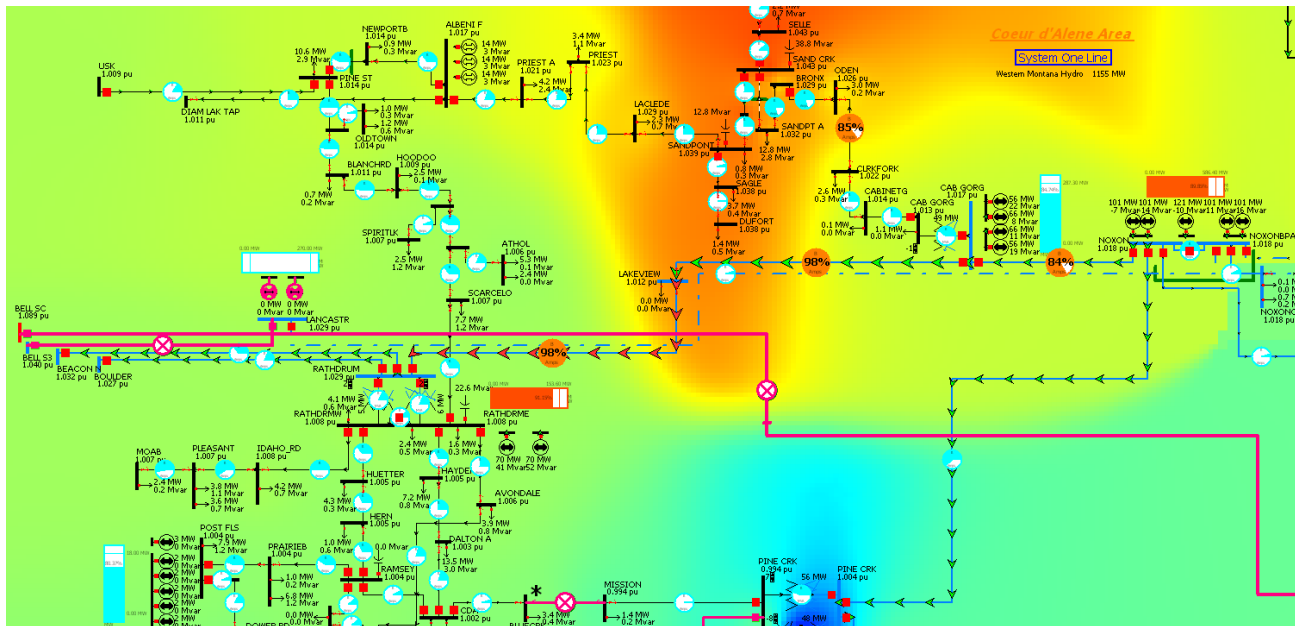 Coeur d'Alene Area
System One Line
Western Montana Hydro 1155 MW
NEWPORTB
1.014 pu
0.9 MW
0.3 Mvar
ALBENI F
1.017 pu
14 MW
3 Mvar
14 MW
3 Mvar
14 MW
3 Mvar
10.6 MW
2.9 Mvar
PINE ST
1.014 pu
USK
1.009 pu
DIAM LAK TAP
1.011 pu
PRIEST A
1.021 pu
4.2 MW
2.4 Mvar
3.4 MW
1.1 Mvar
PRIEST
1.023 pu
1.0 MW
0.3 Mvar
1.2 MW
0.6 Mvar
OLDTOWN
1.014 pu
BLANCHRD
1.011 pu
0.7 MW
0.2 Mvar
HOODOO
1.009 pu
2.5 MW
0.1 Mvar
SPIRITLK
1.007 pu
2.5 MW
1.2 Mvar
ATHOL
1.006 pu
5.3 MW
0.1 Mvar
2.4 MW
0.0 Mvar
SCARCELO
1.007 pu
7.7 MW
1.2 Mvar
LACLEDE
1.029 pu
2.3 MW
0.7 Mvar
12.8 Mvar
SANDPONT
1.039 pu
0.7 Mvar
SELLE
1.043 pu
38.8 Mvar
SAND CRK
1.043 pu
BRONX
1.029 pu
ODEN
1.026 pu
3.0 MW
0.2 Mvar
85%
Amps
SANDPT A
1.032 pu
12.8 MW
2.8 Mvar
0.8 MW
0.3 Mvar
SAGLE
1.038 pu
3.7 MW
0.4 Mvar
DUFORT
1.038 pu
1.4 MW
0.5 Mvar
CLRKFORK
1.022 pu
2.6 MW
0.3 Mvar
CABINETG
1.014 pu
0.1 MW
0.0 Mvar
CAB GORG
1.013 pu
1.1 MW
0.0 Mvar
49 MW
CAB GORG
1.017 pu
56 MW
22 Mvar
66 MW
8 Mvar
66 MW
11 Mvar
56 MW
19 Mvar
101 MW
-7 Mvar
101 MW
14 Mvar
121 MW
-10 Mvar
101 MW
11 Mvar
101 MW
16 Mvar
NOXON
1.018 pu
NOXONBPA
1.018 pu
NOXONG
1.018 pu
84%
Amps
98%
Amps
LAKEVIEW
1.012 pu
0.0 MW
0.0 Mvar
98%
Amps
0 MW
0 Mvar
0 MW
0 Mvar
LANCASTR
1.029 pu
BELL SC
1.089 pu
BELL S3
1.040 pu
BEACON N
1.032 pu
BOULDER
1.027 pu
RATHDRUM
1.029 pu
4.1 MW
0.6 Mvar
5 MW
6 MW
22.6 Mvar
RATHDRMW
1.008 pu
RATHDRME
1.008 pu
2.4 MW
0.5 Mvar
1.6 MW
0.3 Mvar
70 MW
41 Mvar
70 MW
52 Mvar
MOAB
1.007 pu
2.4 MW
0.2 Mvar
PLEASANT
1.007 pu
3.8 MW
1.1 Mvar
3.6 MW
0.7 Mvar
IDAHO_RD
1.008 pu
4.2 MW
0.7 Mvar
HUETTER
1.005 pu
4.3 MW
0.3 Mvar
1.005 pu
7.2 MW
0.8 Mvar
AVONDALE
1.006 pu
3.9 MW
0.8 Mvar
HERN
1.005 pu
1.0 MW
0.6 Mvar
0.0 Mvar
DALTON A
1.003 pu
13.5 MW
3.0 Mvar
POST FLS
1.004 pu
7.9 MW
1.2 Mvar
3 MW
0 Mvar
PRAIRIEB
1.004 pu
1.0 MW
0.2 Mvar
6.8 MW
1.2 Mvar
RAMSEY
1.004 pu
CDA
1.002 pu
*
3.4 MW
0.4 Mvar
MISSION
0.994 pu
1.4 MW
0.2 Mvar
PINE CRK
0.994 pu
56 MW
48 MW
PINE CRK
1.004 pu